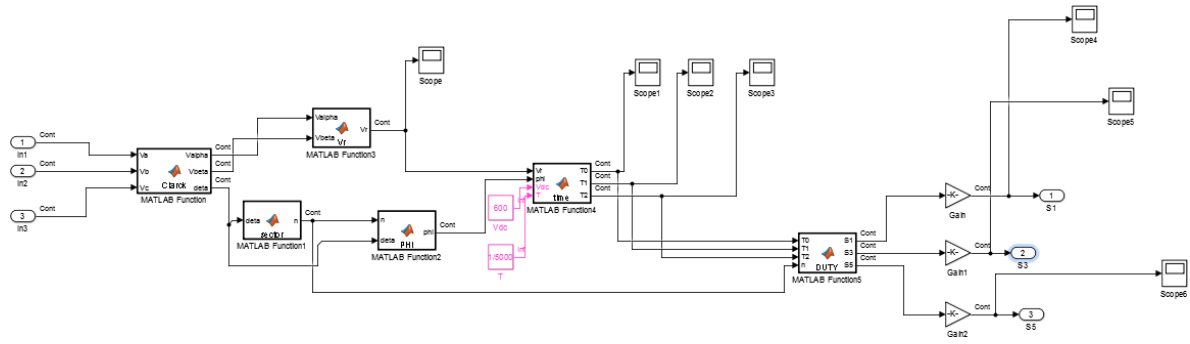 Cont
Scope4
Cont
Scope
Scope1
Scope2
Scope3
Scope5
Cont
1
In1
Cont
2
In2
Cont
3
In3
Va
Vb
Vc
Clarck
Valpha
Vbeta
deta
MATLAB Function
Cont
Cont
Cont
Valpha
Vbeta
Vr
Vr
MATLAB Function3
Cont
deta
sector
n
MATLAB Function1
Cont
n
deta
PHI
phi
MATLAB Function2
Cont
600
Vdc
1/5000
T
Vr
phi
Vdc
T
time
T0
T1
T2
MATLAB Function4
Cont
Cont
Cont
T0
T1
T2
n
DUTY
S1
S3
S5
MATLAB Function5
Cont
Cont
Cont
-K-
Gain
Cont
1
S1
-K-
Gain1
Cont
2
S3
-K-
Gain2
Cont
3
S5
Scope6